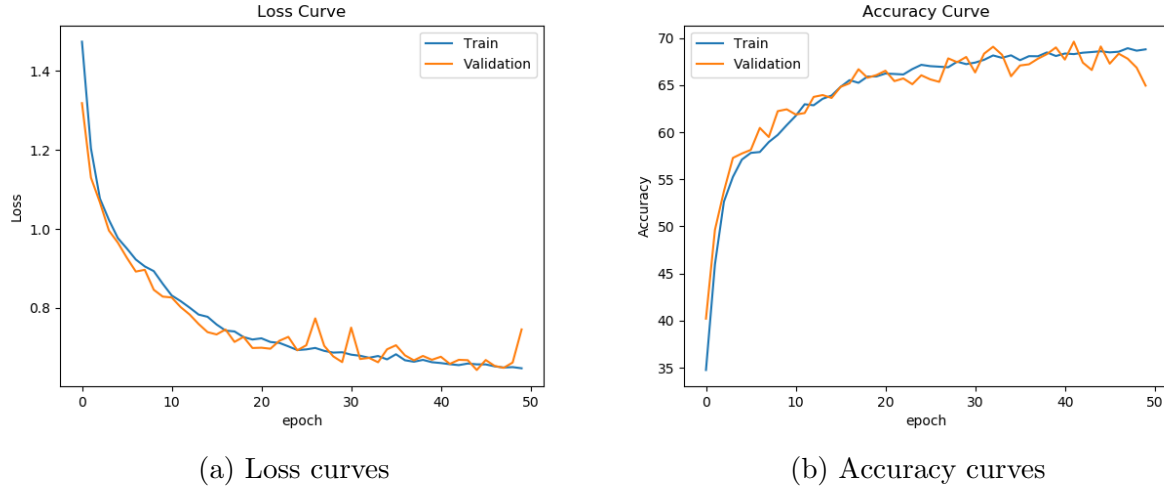 Loss Curve
Train
Validation
1.4
1.2
1.0
0.8
Loss
0
10
20
30
40
50
epoch
(a) Loss curves
Accuracy Curve
Train
Validation
70
65
60
55
50
45
40
35
Accuracy
0
10
20
30
40
50
epoch
(b) Accuracy curves